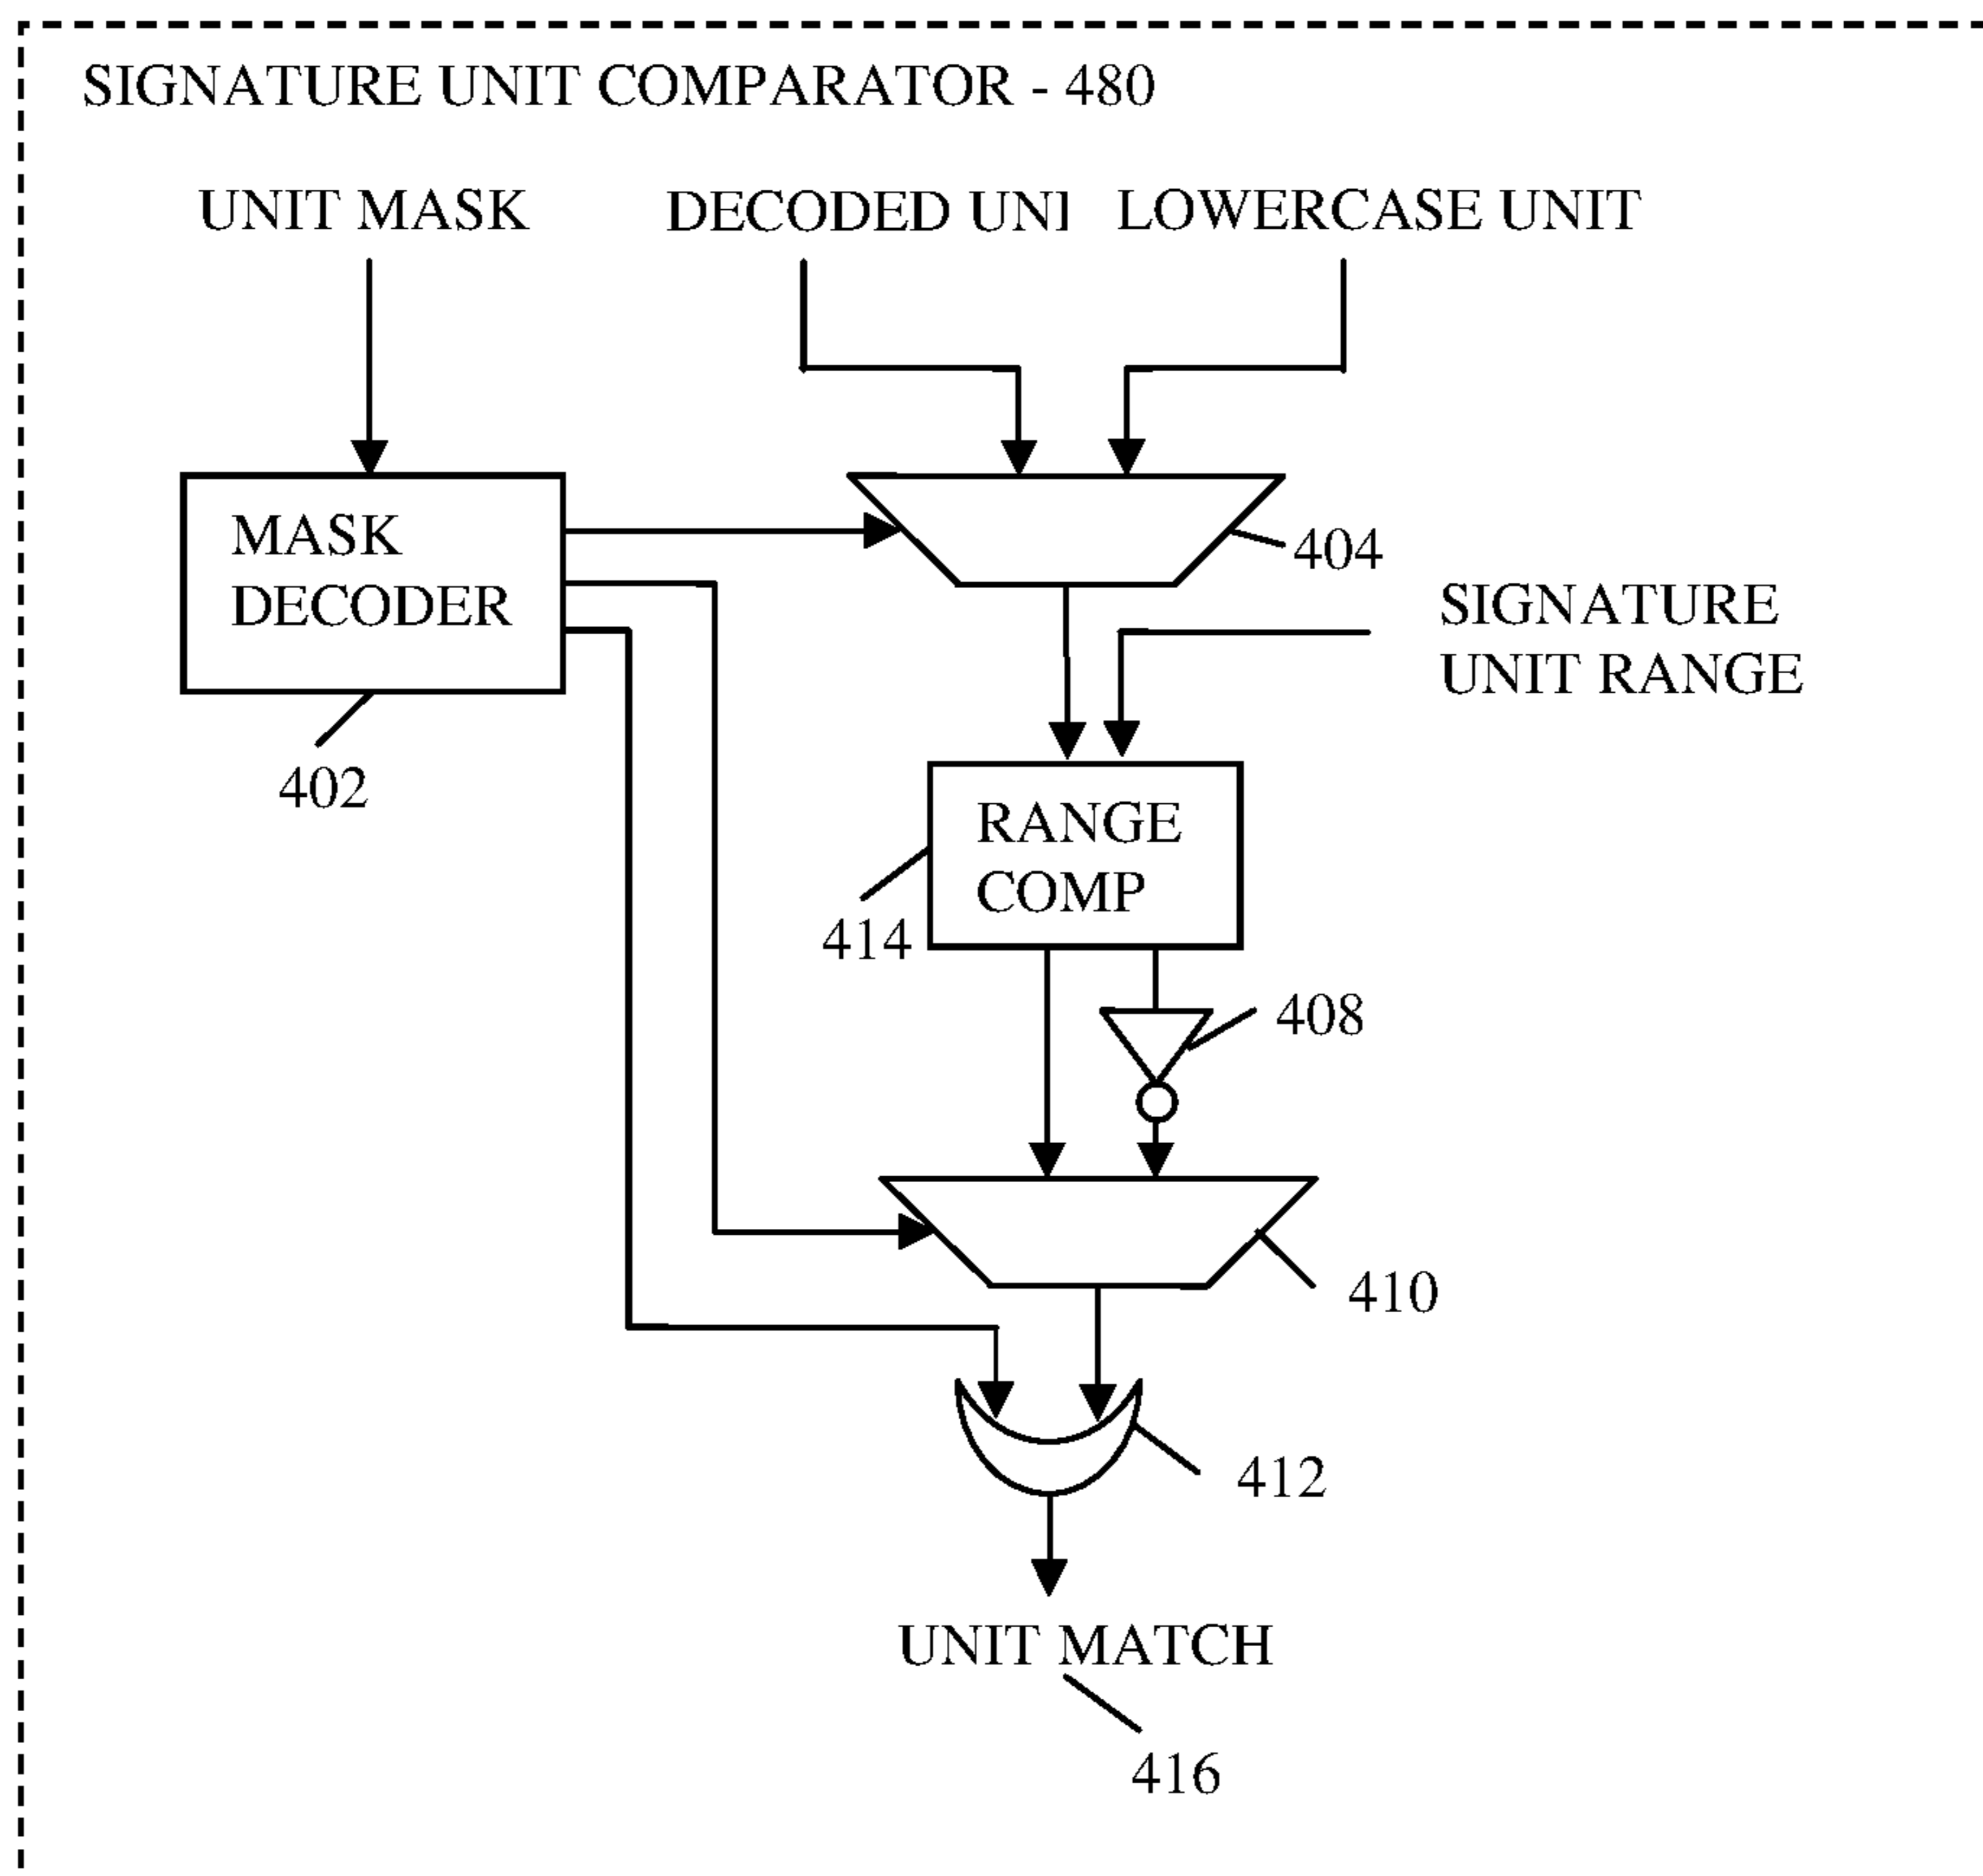 SIGNATURE UNIT COMPARATOR - 480
UNIT MASK
DECODED UNI
LOWERCASE UNIT
MASK
DECODER
404
SIGNATURE
UNIT RANGE
402
RANGE
COMP
414
408
410
412
UNIT MATCH
416